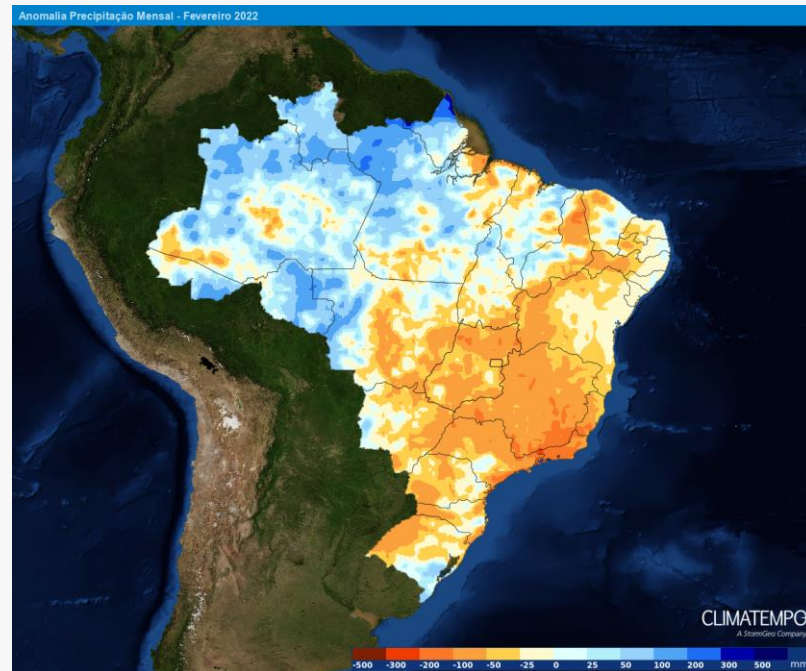 Anomalia Precipitação Mensal - Fevereiro 2022
CLIMATEMPO
A StormGeo Company
-500 -300 -200 -100 -50 -25 0 25 50 100 200 300 500 mm